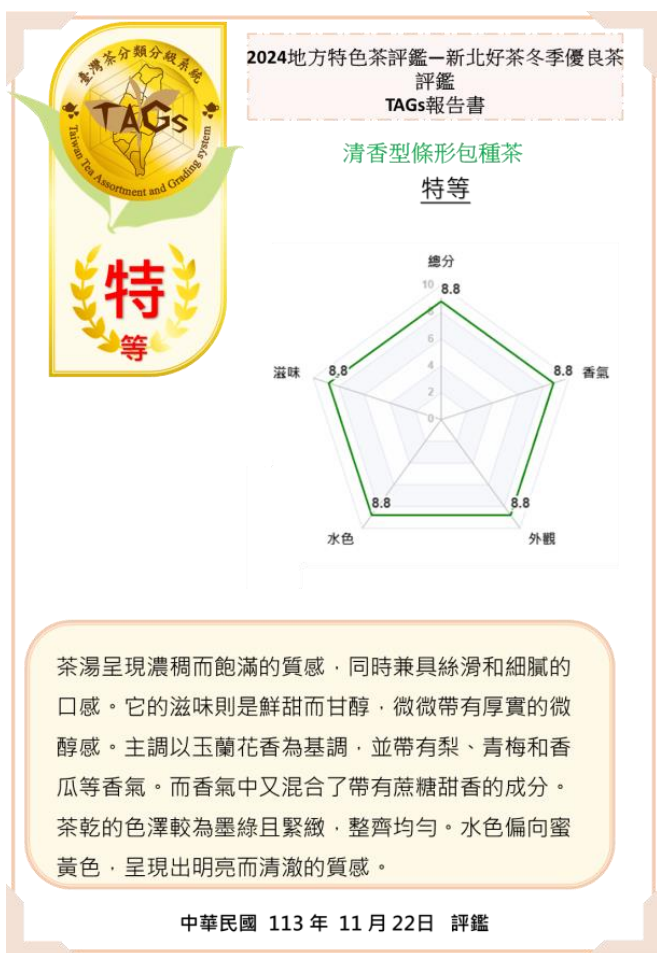 臺灣茶分類分級系統
TAGs
Taiwan Tea Assortment and Grading system
特
等
2024地方特色茶評鑑—新北好茶冬季優良茶
評鑑
TAGs報告書
清香型條形包種茶
特等
總分
10
8.8
8
6
4
2
0
滋味
8.8
8.8
香氣
8.8
8.8
水色
外觀
茶湯呈現濃稠而飽滿的質感，同時兼具絲滑和細膩的
口感。它的滋味則是鮮甜而甘醇，微微帶有厚實的微
醇感。主調以玉蘭花香為基調，並帶有梨、青梅和香
瓜等香氣。而香氣中又混合了帶有蔗糖甜香的成分。
茶乾的色澤較為墨綠且緊緻，整齊均勻。水色偏向蜜
黃色，呈現出明亮而清澈的質感。
中華民國 113 年 11 月 22日 評鑑